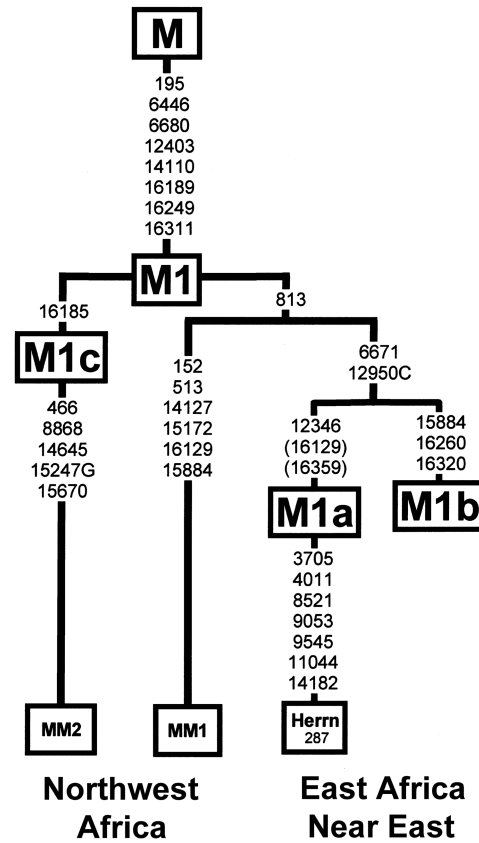 M
195
6446
6680
12403
14110
16189
16249
16311
M1
16185
M1c
466
8868
14645
15247G
15670
MM2
813
152
513
14127
15172
16129
15884
MM1
6671
12950C
12346
(16129)
(16359)
M1a
3705
4011
8521
9053
9545
11044
14182
Herrn
287
15884
16260
16320
M1b
Northwest
Africa
East Africa
Near East